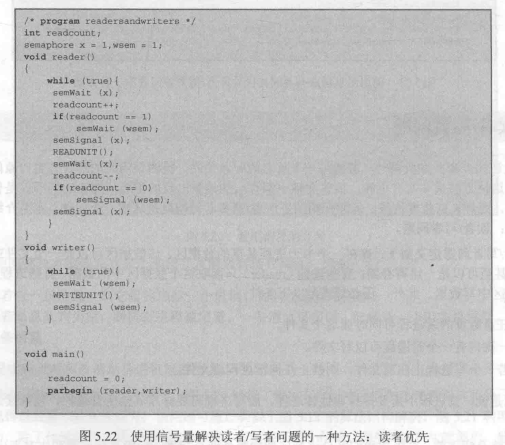 /* program readersandwriters */
int readcount;
semaphore x = 1,wsem = 1;
void reader()
{
while (true){
semWait (x);
readcount++;
if(readcount == 1)
semWait (wsem);
semSignal (x);
READUNIT();
semWait (x);
readcount--;
if(readcount == 0)
semSignal (wsem);
semSignal (x);
}
}
void writer()
{
while (true){
semWait (wsem);
WRITEUNIT();
semSignal (wsem);
}
}
void main()
{
readcount = 0;
parbegin (reader,writer);
}
图 5.22 使用信号量解决读者/写者问题的一种方法：读者优先